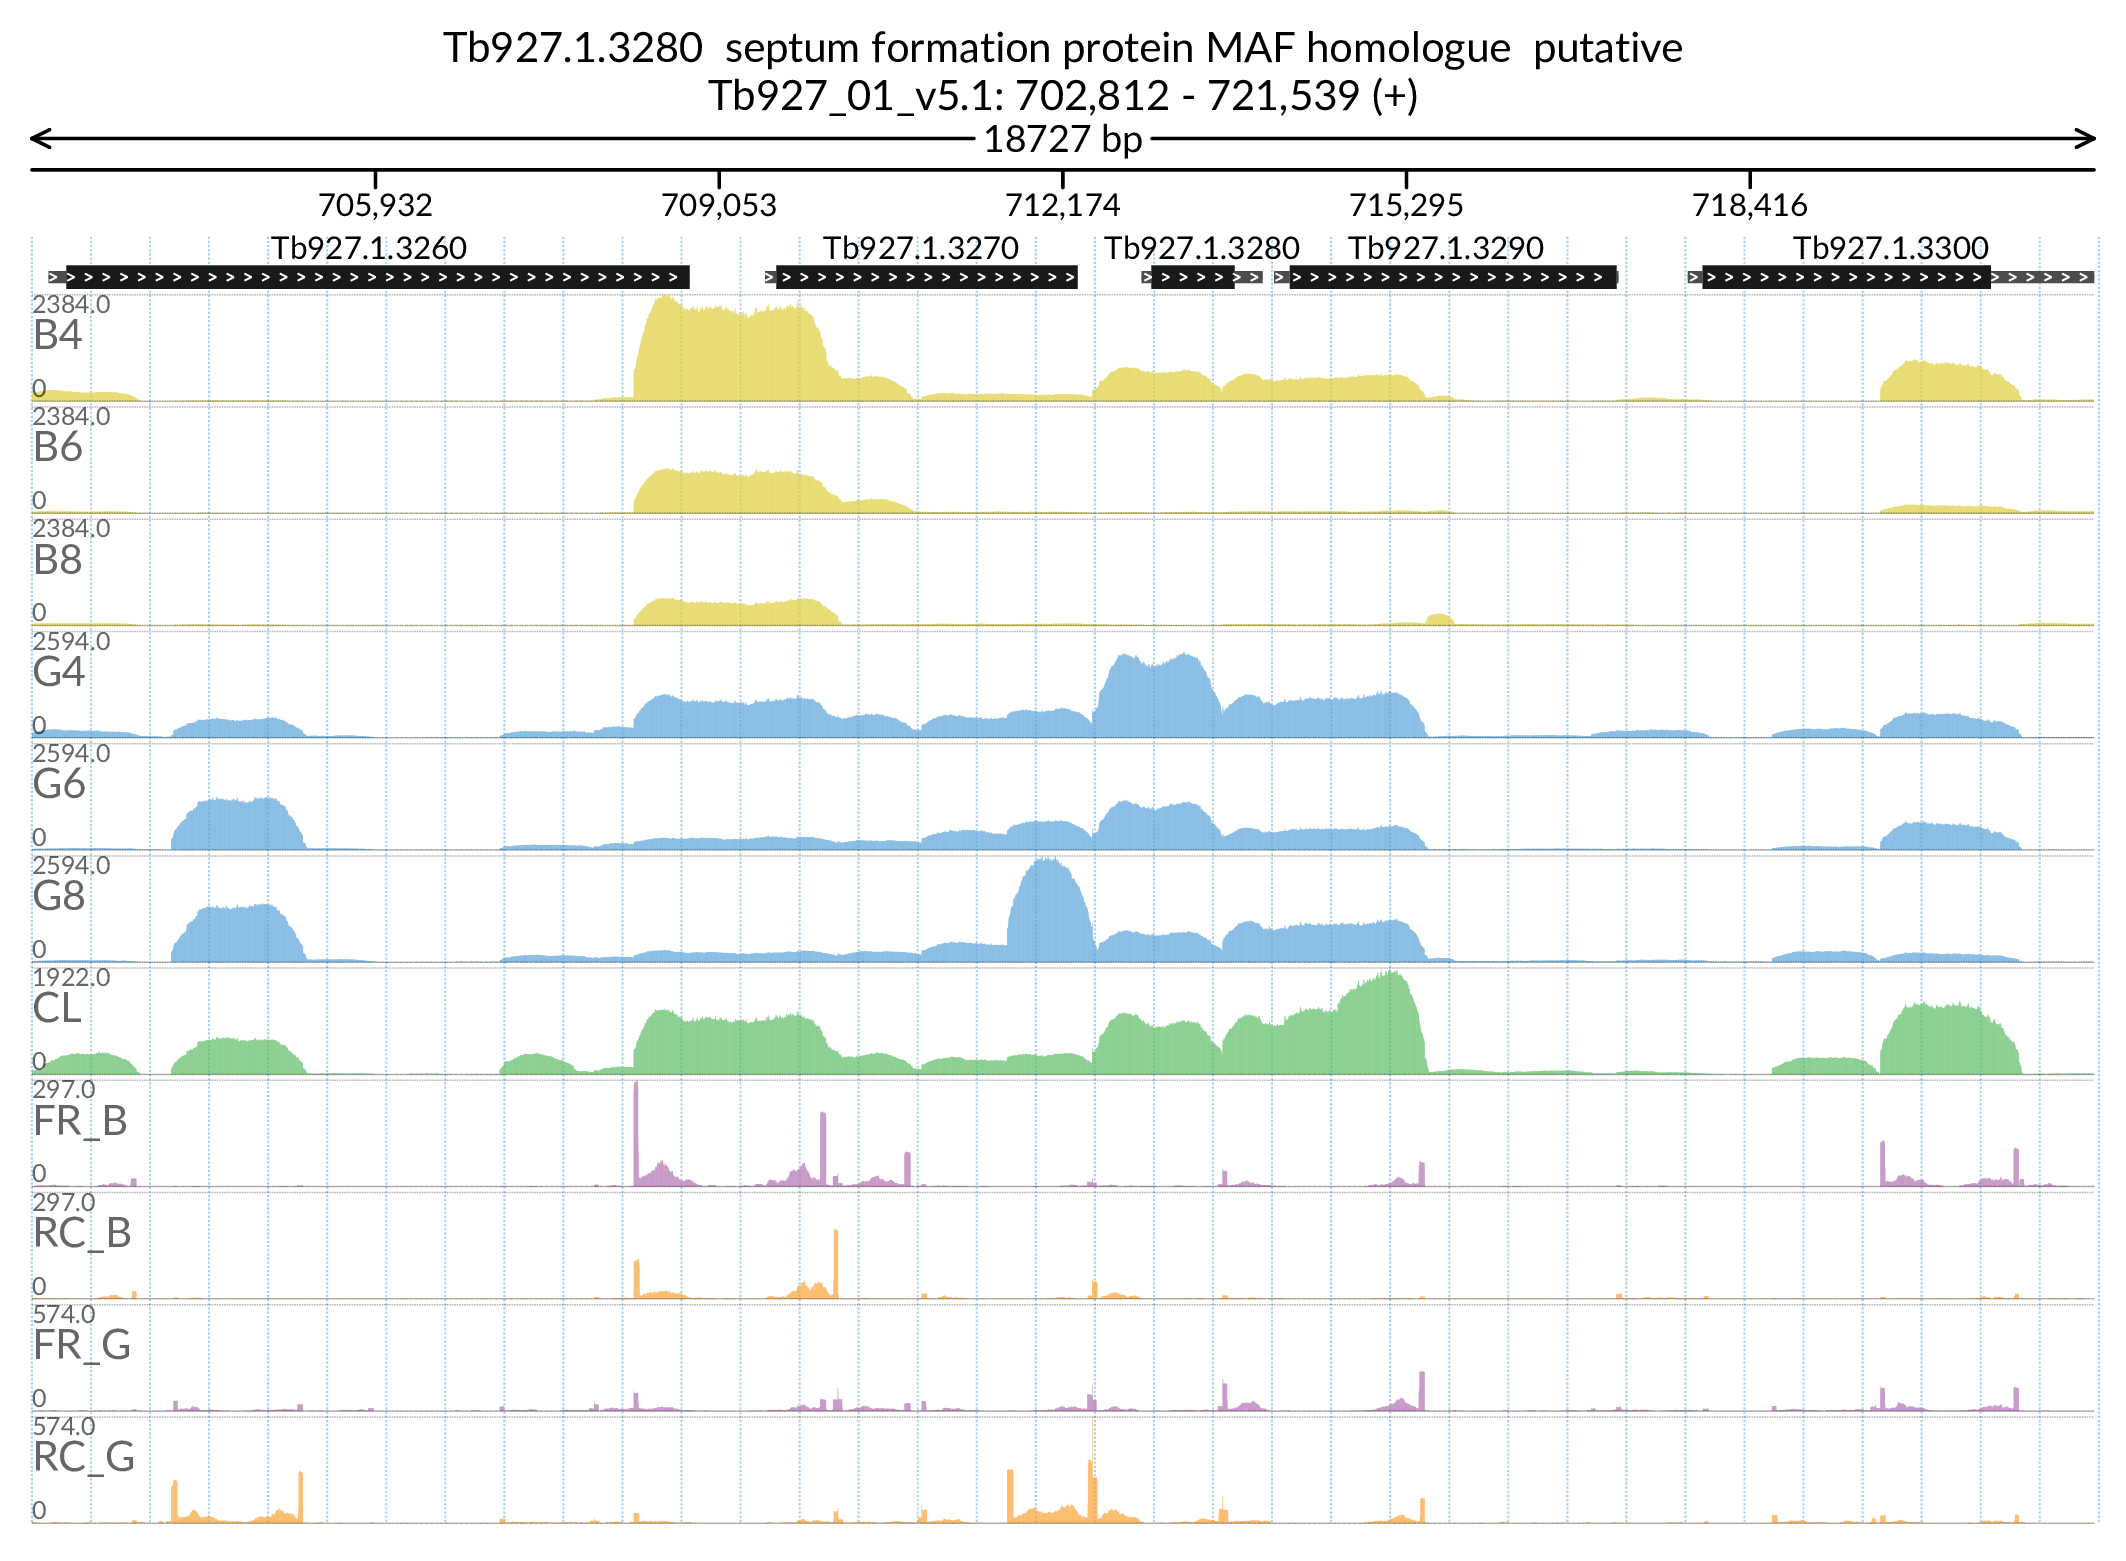 Tb927.1.3280  septum formation protein MAF homologue  putative
Tb927_01_v5.1: 702,812 - 721,539 (+)
18727 bp
705,932 709,053 712,174 715,295 718,416
Tb927.1.3260 Tb927.1.3270 Tb927.1.3280 Tb927.1.3290 Tb927.1.3300
2384.0
B4
0
2384.0
B6
0
2384.0
B8
0
2594.0
G4
0
2594.0
G6
0
2594.0
G8
0
1922.0
CL
0
297.0
FR_B
0
297.0
RC_B
0
574.0
FR_G
0
574.0
RC_G
0